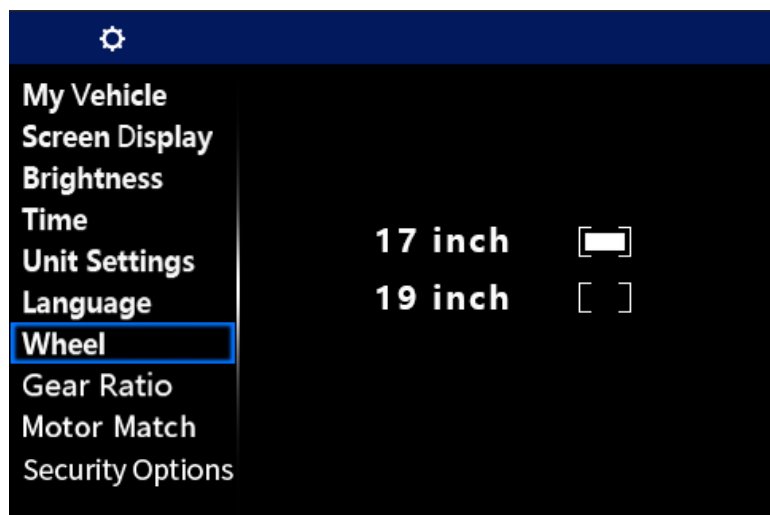 My Vehicle
Screen Display
Brightness
Time
Unit Settings
Language
Wheel
Gear Ratio
Motor Match
Security Options
17 inch
19 inch